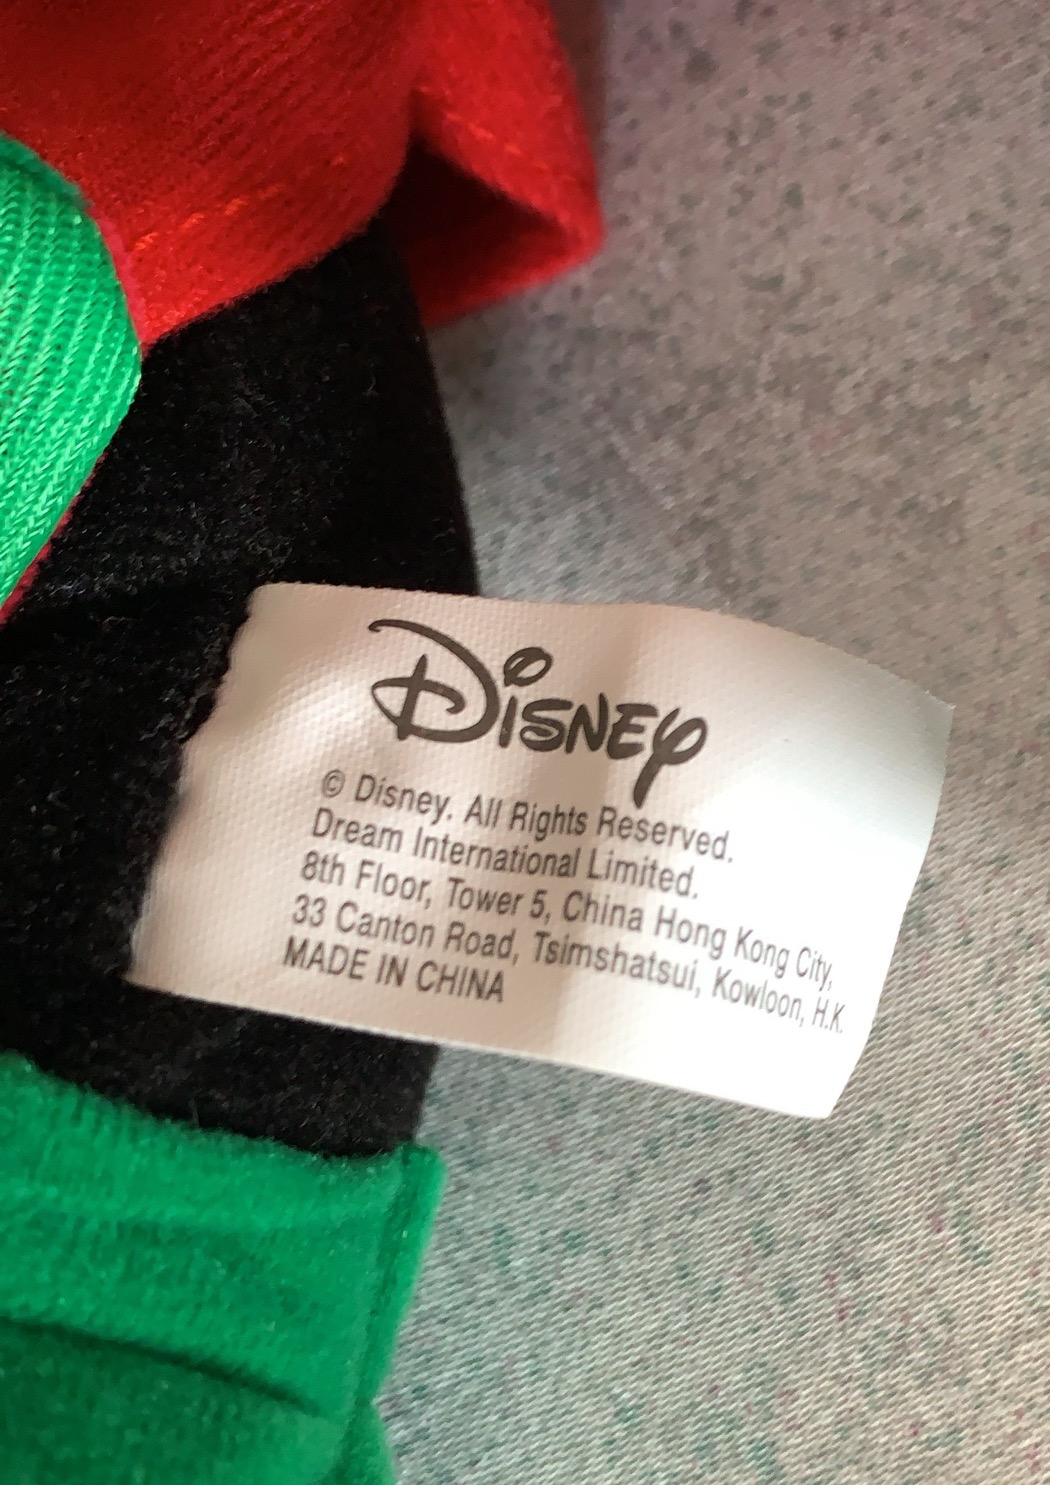 Disney
© Disney. All Rights Reserved.
Dream International Limited.
8th Floor, Tower 5, China Hong Kong City,
33 Canton Road, Tsimshatsui, Kowloon, H.K.
MADE IN CHINA